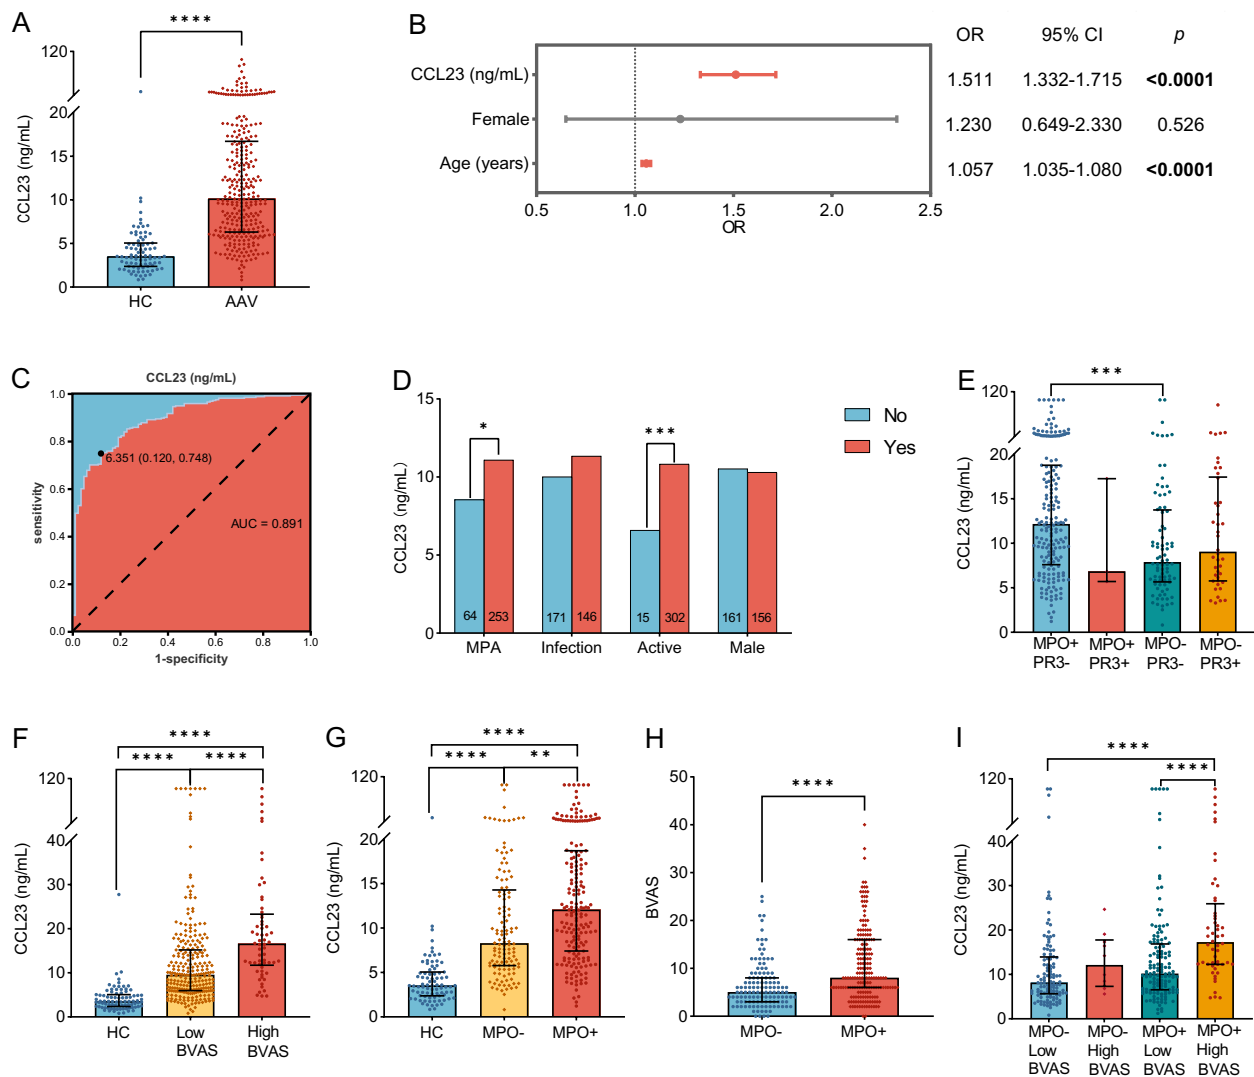 A
****
120
20
15
10
5
0
CCL23 (ng/mL)
HC
AAV
B
CCL23 (ng/mL)
Female
Age (years)
0.5
1.0
1.5
2.0
2.5
OR
OR 95% CI p
1.511 1.332-1.715 <0.0001
1.230 0.649-2.330 0.526
1.057 1.035-1.080 <0.0001
C
CCL23 (ng/mL)
1.0
0.8
0.6
0.4
0.2
0.0
sensitivity
6.351 (0.120, 0.748)
AUC = 0.891
0.0
0.2
0.4
0.6
0.8
1.0
1-specificity
D
15
10
5
0
CCL23 (ng/mL)
*
***
64
253
171
146
15
302
161
156
MPA
Infection
Active
Male
No
Yes
E
***
120
20
15
10
5
0
CCL23 (ng/mL)
MPO+ MPO+ MPO- MPO-
PR3- PR3+ PR3- PR3+
F
****
**** ****
120
40
30
20
10
0
CCL23 (ng/mL)
HC Low High
BVAS BVAS
G
****
**** **
120
20
15
10
5
0
CCL23 (ng/mL)
HC
MPO-
MPO+
H
****
50
40
30
20
10
0
BVAS
MPO-
MPO+
I
****
****
120
40
30
20
10
0
CCL23 (ng/mL)
MPO- MPO- MPO+ MPO+
Low High Low High
BVAS BVAS BVAS BVAS